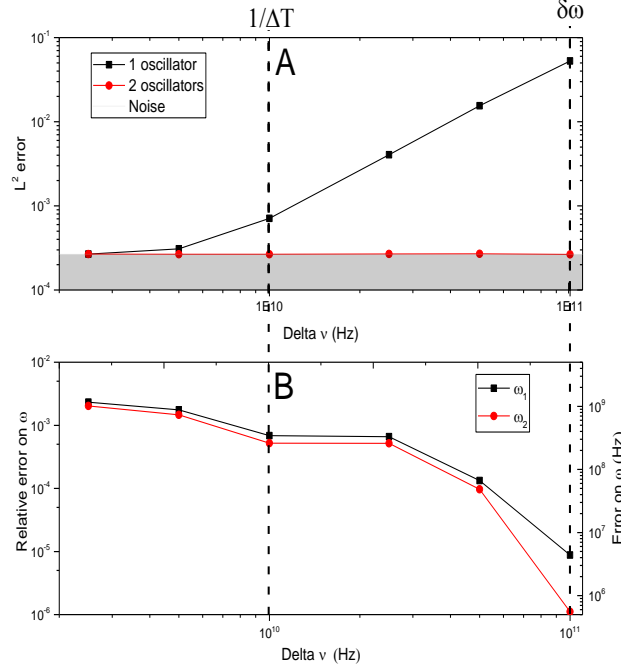 1/ΔT
δω
A
1 oscillator
2 oscillators
Noise
10⁻¹
10⁻²
10⁻³
10⁻⁴
L² error
1E10
1E11
Delta ν (Hz)
B
ω₁
ω₂
10⁻²
10⁻³
10⁻⁴
10⁻⁵
10⁻⁶
Relative error on ω
10⁹
10⁸
10⁷
10⁶
Error on ω (Hz)
10¹⁰
10¹¹
Delta ν (Hz)